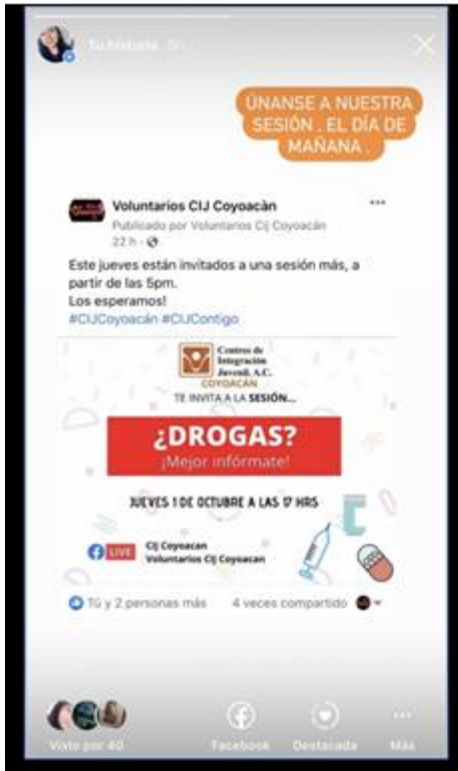 Tu historia 5h
ÚNANSE A NUESTRA
SESIÓN . EL DÍA DE
MAÑANA .
Voluntarios CIJ Coyoacàn
Publicado por Voluntarios Cij Coyoacán
22 h
Este jueves están invitados a una sesión más, a
partir de las 5pm.
Los esperamos!
#CIJCoyoacán #CIJContigo
Centros de
Integración
Juvenil, A.C.
COYOACÁN
TE INVITA A LA SESIÓN...
¿DROGAS?
¡Mejor infórmate!
JUEVES 1 DE OCTUBRE A LAS 17 HRS
LIVE
Cij Coyoacan
Voluntarios Cij Coyoacan
Tú y 2 personas más 4 veces compartido
Visto por 40 Facebook Destacada Más